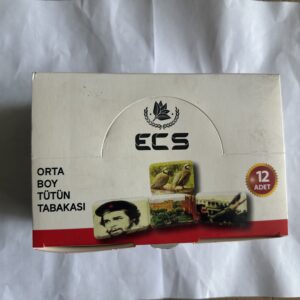 ECS
ORTA
BOY
TÜTÜN
TABAKASI
12
ADET